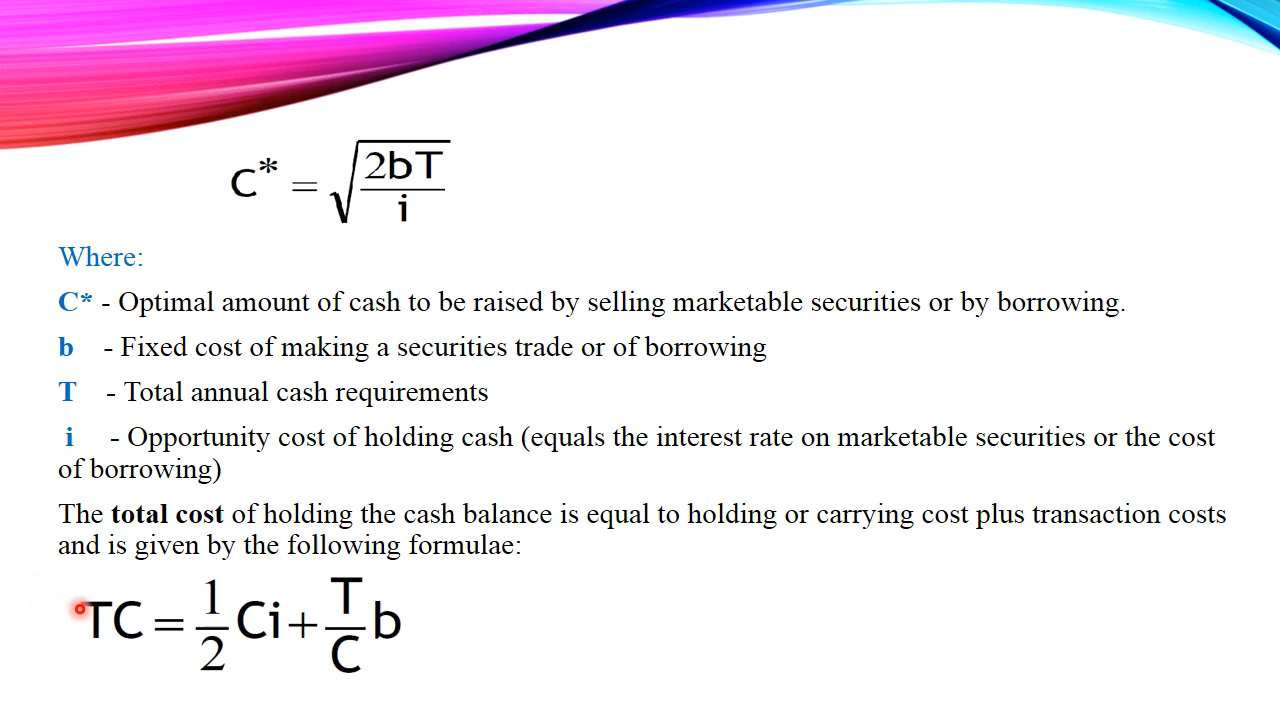 C* = √(2bT / i)
Where:
C* - Optimal amount of cash to be raised by selling marketable securities or by borrowing.
b - Fixed cost of making a securities trade or of borrowing
T - Total annual cash requirements
i - Opportunity cost of holding cash (equals the interest rate on marketable securities or the cost
of borrowing)
The total cost of holding the cash balance is equal to holding or carrying cost plus transaction costs
and is given by the following formulae:
TC = 1/2 Ci + T/C b